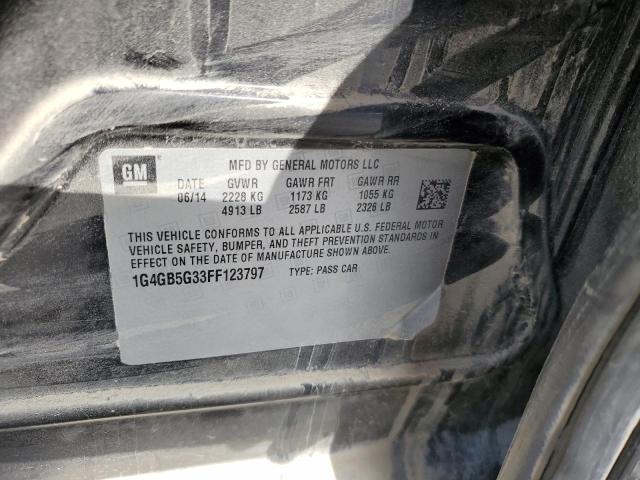 GM
MFD BY GENERAL MOTORS LLC
DATE GVWR GAWR FRT GAWR RR
06/14 2228 KG 1173 KG 1055 KG
4913 LB 2587 LB 2326 LB
THIS VEHICLE CONFORMS TO ALL APPLICABLE U.S. FEDERAL MOTOR
VEHICLE SAFETY, BUMPER, AND THEFT PREVENTION STANDARDS IN
EFFECT ON THE DATE OF MANUFACTURE SHOWN ABOVE.
1G4GB5G33FF123797 TYPE: PASS CAR